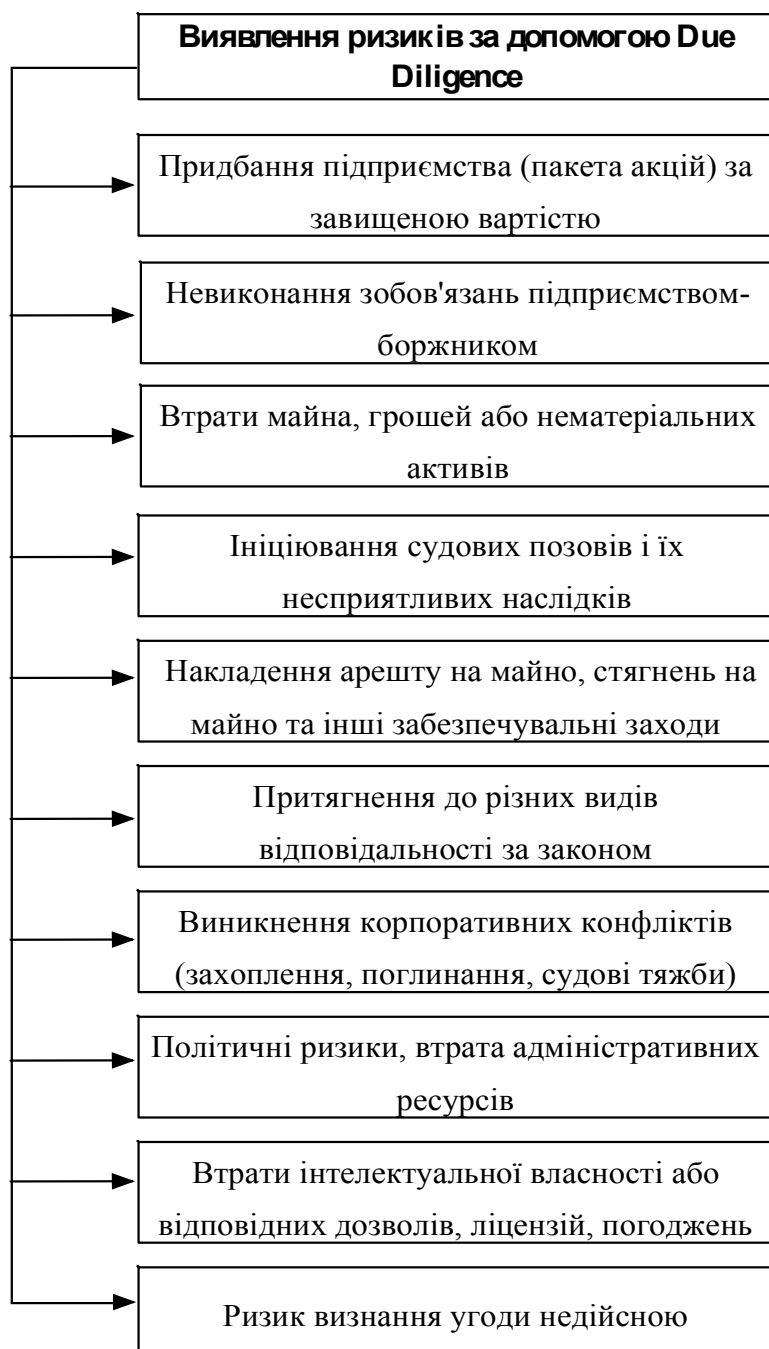 Виявлення ризиків за допомогою Due
Diligence
Придбання підприємства (пакета акцій) за
завищеною вартістю
Невиконання зобов'язань підприємством-
боржником
Втрати майна, грошей або нематеріальних
активів
Ініціювання судових позовів і їх
несприятливих наслідків
Накладення арешту на майно, стягнень на
майно та інші забезпечувальні заходи
Притягнення до різних видів
відповідальності за законом
Виникнення корпоративних конфліктів
(захоплення, поглинання, судові тяжби)
Політичні ризики, втрата адміністративних
ресурсів
Втрати інтелектуальної власності або
відповідних дозволів, ліцензій, погоджень
Ризик визнання угоди недійсною